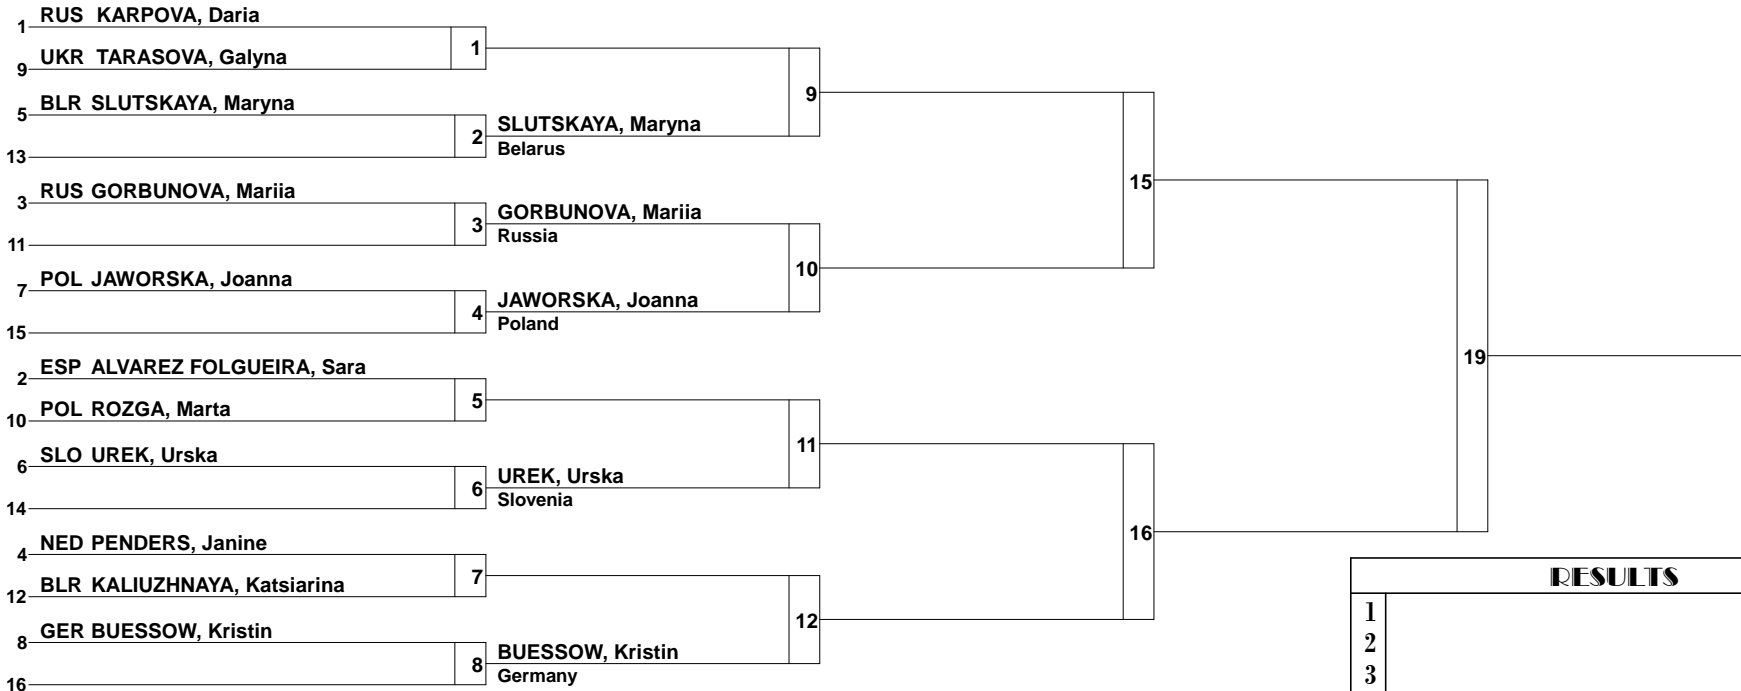 RUS KARPOVA, Daria
1
1
UKR TARASOVA, Galyna
9
9
BLR SLUTSKAYA, Maryna
5
2
SLUTSKAYA, Maryna
Belarus
13
15
RUS GORBUNOVA, Mariia
3
3
GORBUNOVA, Mariia
Russia
11
10
POL JAWORSKA, Joanna
7
4
JAWORSKA, Joanna
Poland
15
19
ESP ALVAREZ FOLGUEIRA, Sara
2
5
POL ROZGA, Marta
10
11
SLO UREK, Urska
6
6
UREK, Urska
Slovenia
14
16
NED PENDERS, Janine
4
7
BLR KALIUZHNAYA, Katsiarina
12
12
GER BUESSOW, Kristin
8
8
BUESSOW, Kristin
Germany
16
RESULTS
1
2
3